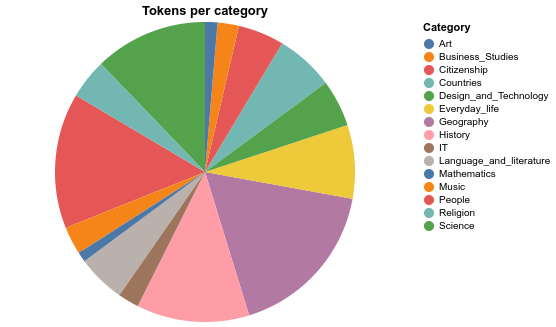 Tokens per category
Category
Art
Business_Studies
Citizenship
Countries
Design_and_Technology
Everyday_life
Geography
History
IT
Language_and_literature
Mathematics
Music
People
Religion
Science